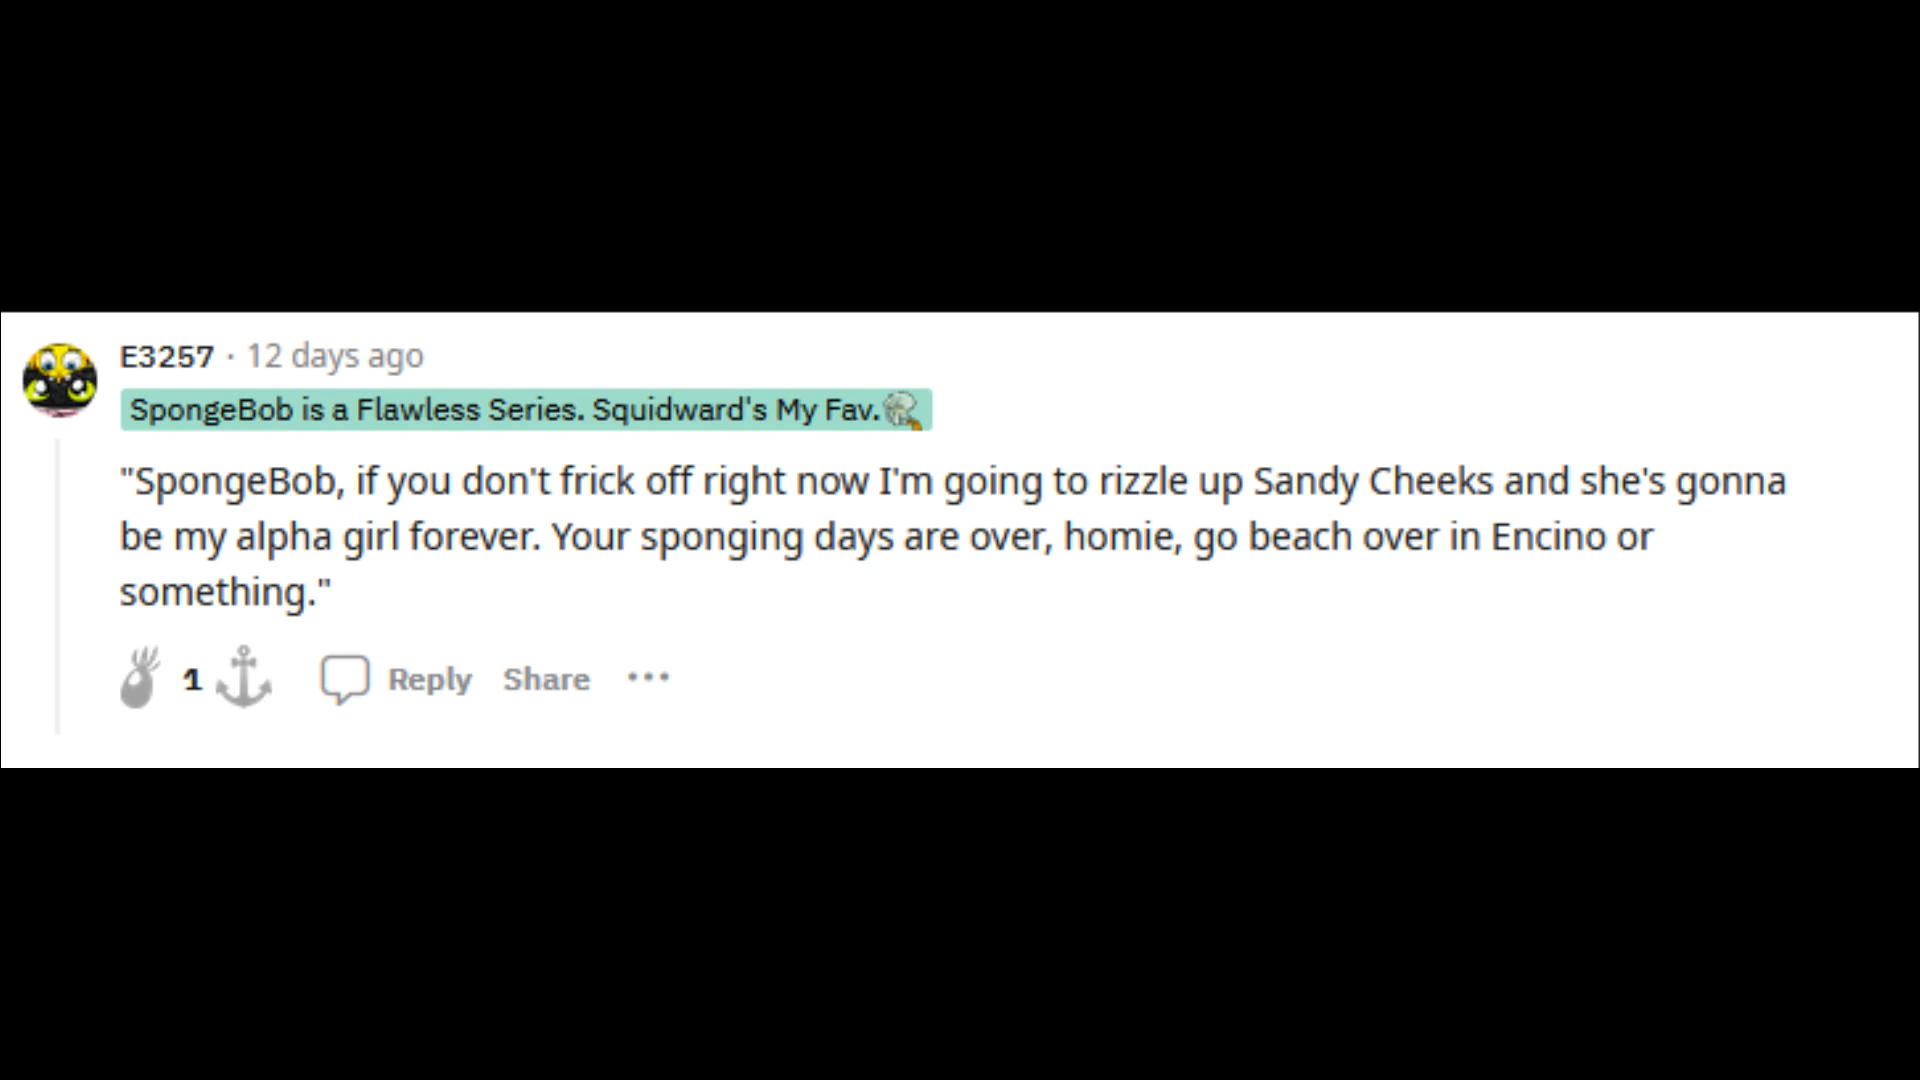 E3257 · 12 days ago
SpongeBob is a Flawless Series. Squidward's My Fav.
"SpongeBob, if you don't frick off right now I'm going to rizzle up Sandy Cheeks and she's gonna
be my alpha girl forever. Your sponging days are over, homie, go beach over in Encino or
something."
1 Reply Share ···